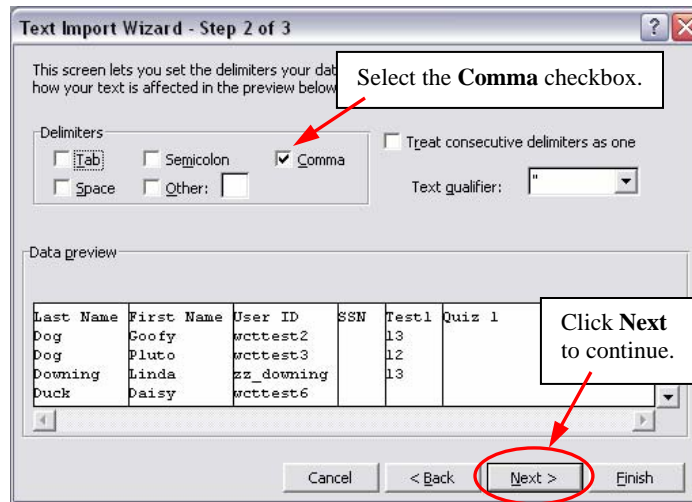 Text Import Wizard - Step 2 of 3
This screen lets you set the delimiters your dat
how your text is affected in the preview below
Select the Comma checkbox.
Delimiters
Tab Semicolon Comma
Space Other:
Treat consecutive delimiters as one
Text qualifier: "
Data preview
Last Name First Name User ID SSN Test1 Quiz 1
Dog Goofy wcttest2 13
Dog Pluto wcttest3 12
Downing Linda zz_downing 13
Duck Daisy wcttest6
Click Next
to continue.
Cancel < Back Next > Finish